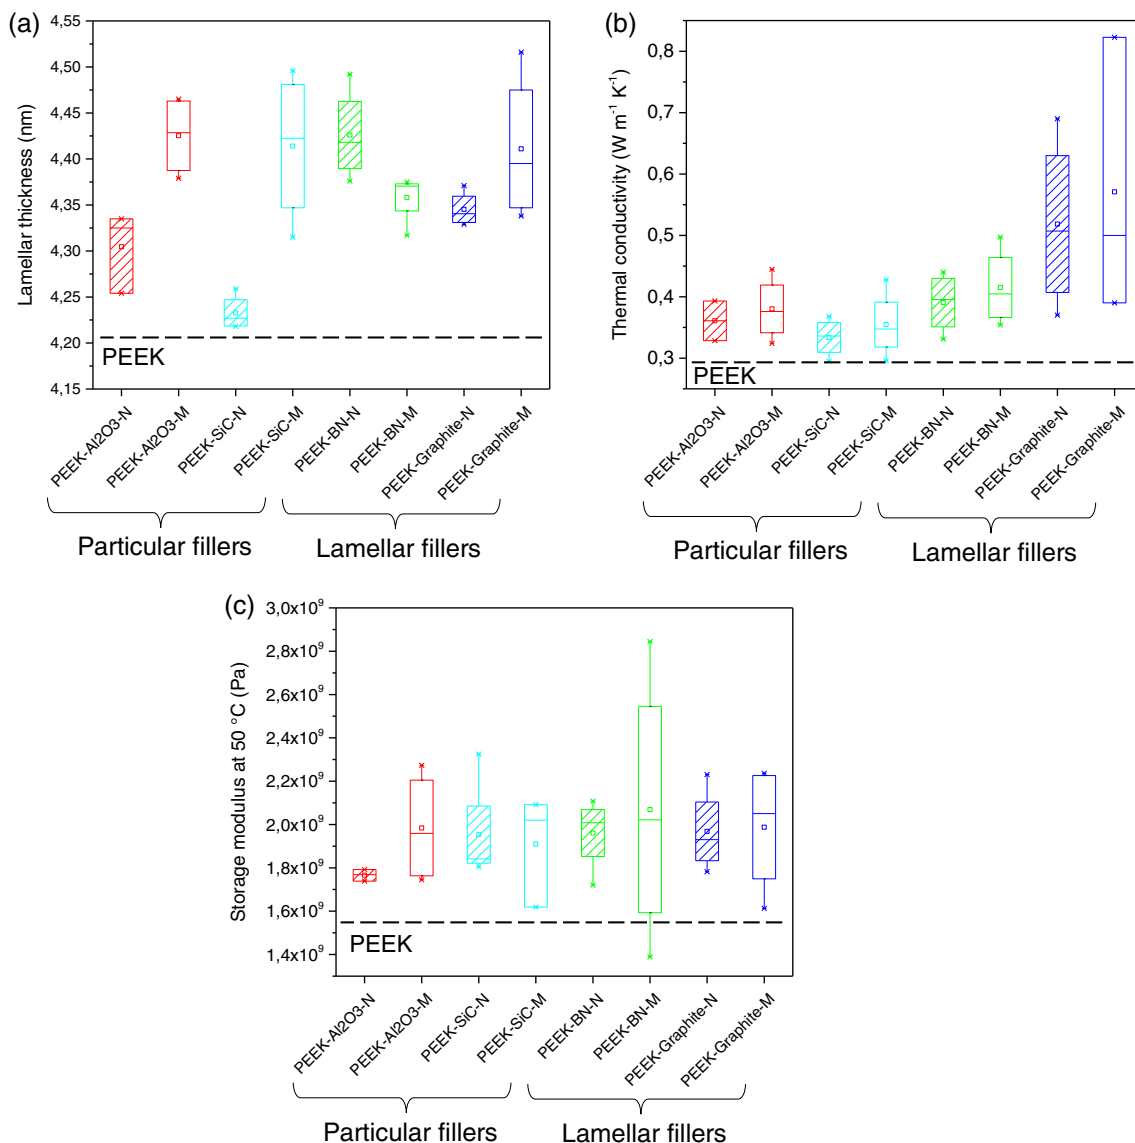 (a)
Lamellar thickness (nm)
4,55
4,50
4,45
4,40
4,35
4,30
4,25
4,20
4,15
PEEK
PEEK-Al2O3-N
PEEK-Al2O3-M
PEEK-SiC-N
PEEK-SiC-M
PEEK-BN-N
PEEK-BN-M
PEEK-Graphite-N
PEEK-Graphite-M
Particular fillers
Lamellar fillers
(b)
Thermal conductivity (W m⁻¹ K⁻¹)
0,8
0,7
0,6
0,5
0,4
0,3
PEEK
PEEK-Al2O3-N
PEEK-Al2O3-M
PEEK-SiC-N
PEEK-SiC-M
PEEK-BN-N
PEEK-BN-M
PEEK-Graphite-N
PEEK-Graphite-M
Particular fillers
Lamellar fillers
(c)
Storage modulus at 50 °C (Pa)
3,0x10⁹
2,8x10⁹
2,6x10⁹
2,4x10⁹
2,2x10⁹
2,0x10⁹
1,8x10⁹
1,6x10⁹
1,4x10⁹
PEEK
PEEK-Al2O3-N
PEEK-Al2O3-M
PEEK-SiC-N
PEEK-SiC-M
PEEK-BN-N
PEEK-BN-M
PEEK-Graphite-N
PEEK-Graphite-M
Particular fillers
Lamellar fillers